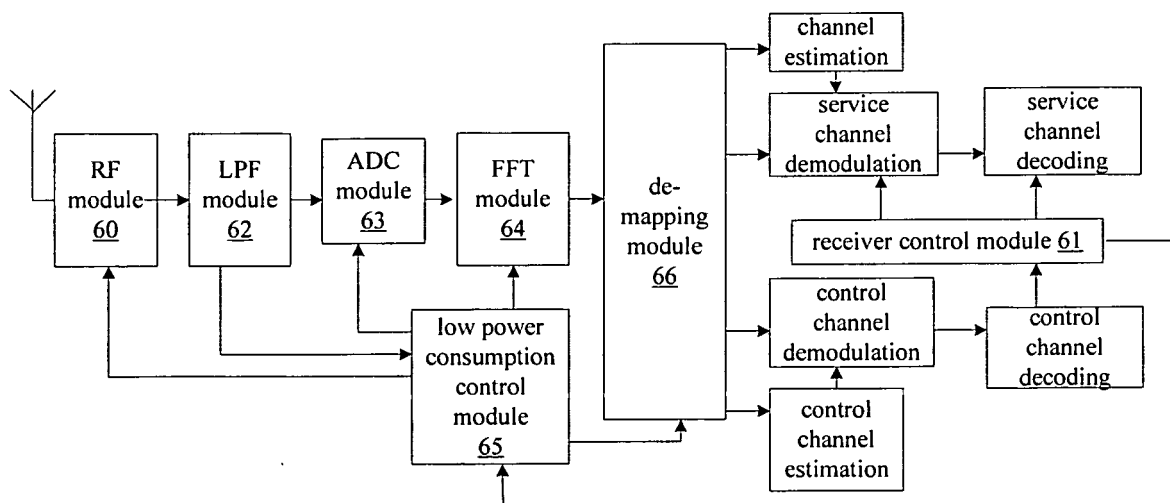 RF
module
60
LPF
module
62
ADC
module
63
FFT
module
64
low power
consumption
control
module
65
de-
mapping
module
66
channel
estimation
service
channel
demodulation
service
channel
decoding
receiver control module 61
control
channel
demodulation
control
channel
decoding
control
channel
estimation